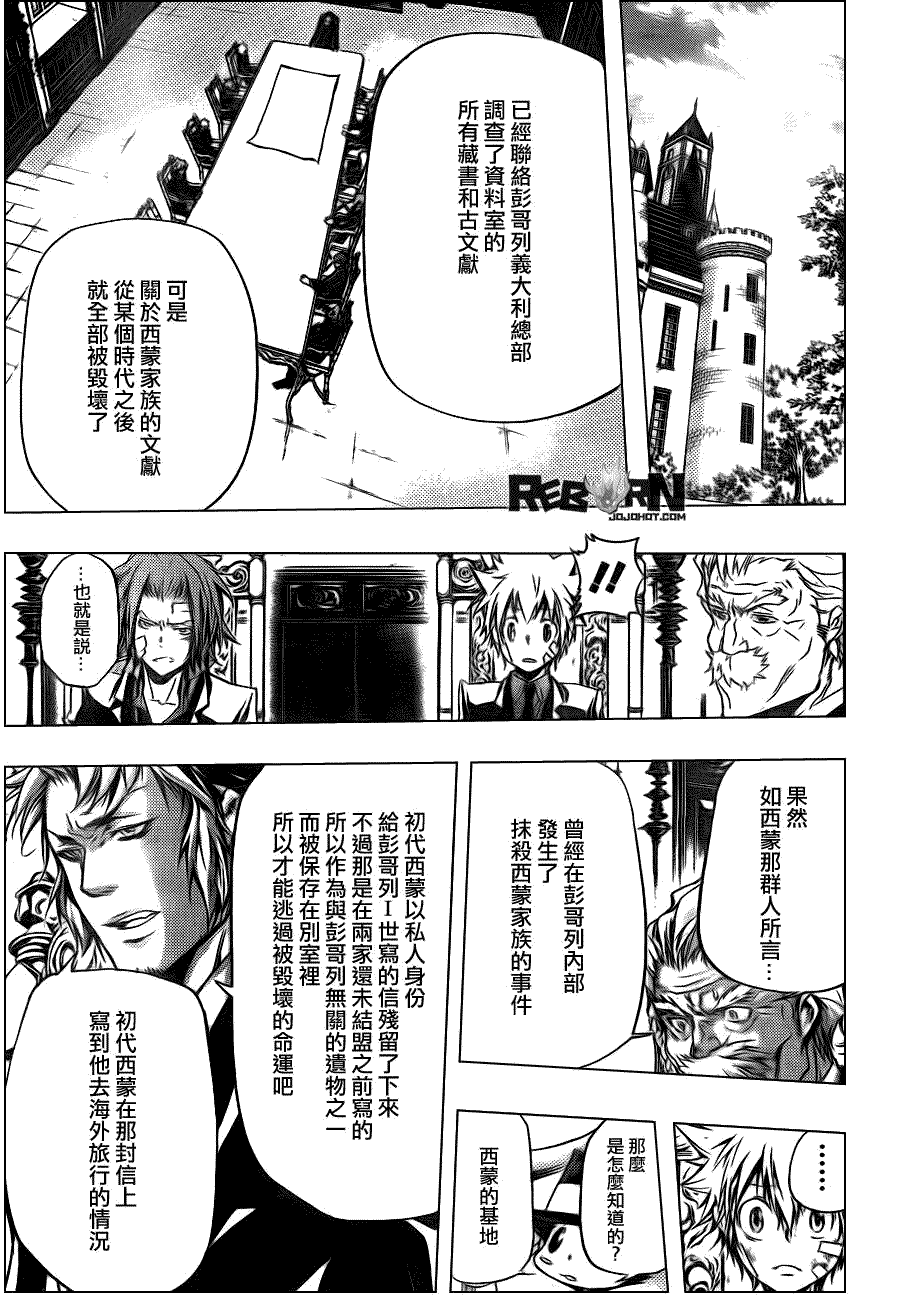 已經聯絡彭哥列義大利總部
調查了資料室的
所有藏書和古文獻
可是
關於西蒙家族的文獻
從某個時代之後
就全部被毀壞了
REBORN
JOJOHOT.COM
!!
…也就是説…
果然
如西蒙那群人所言…
曾經在彭哥列內部
發生了
抹殺西蒙家族的事件
初代西蒙以私人身份
給彭哥列I世寫的信殘留了下來
不過那是在兩家還未結盟之前寫的
所以作為與彭哥列無關的遺物之一
而被保存在別室裡
所以才能逃過被毀壞的命運吧
初代西蒙在那封信上
寫到他去海外旅行的情況
……
那麼
是怎麼知道的?
西蒙的基地